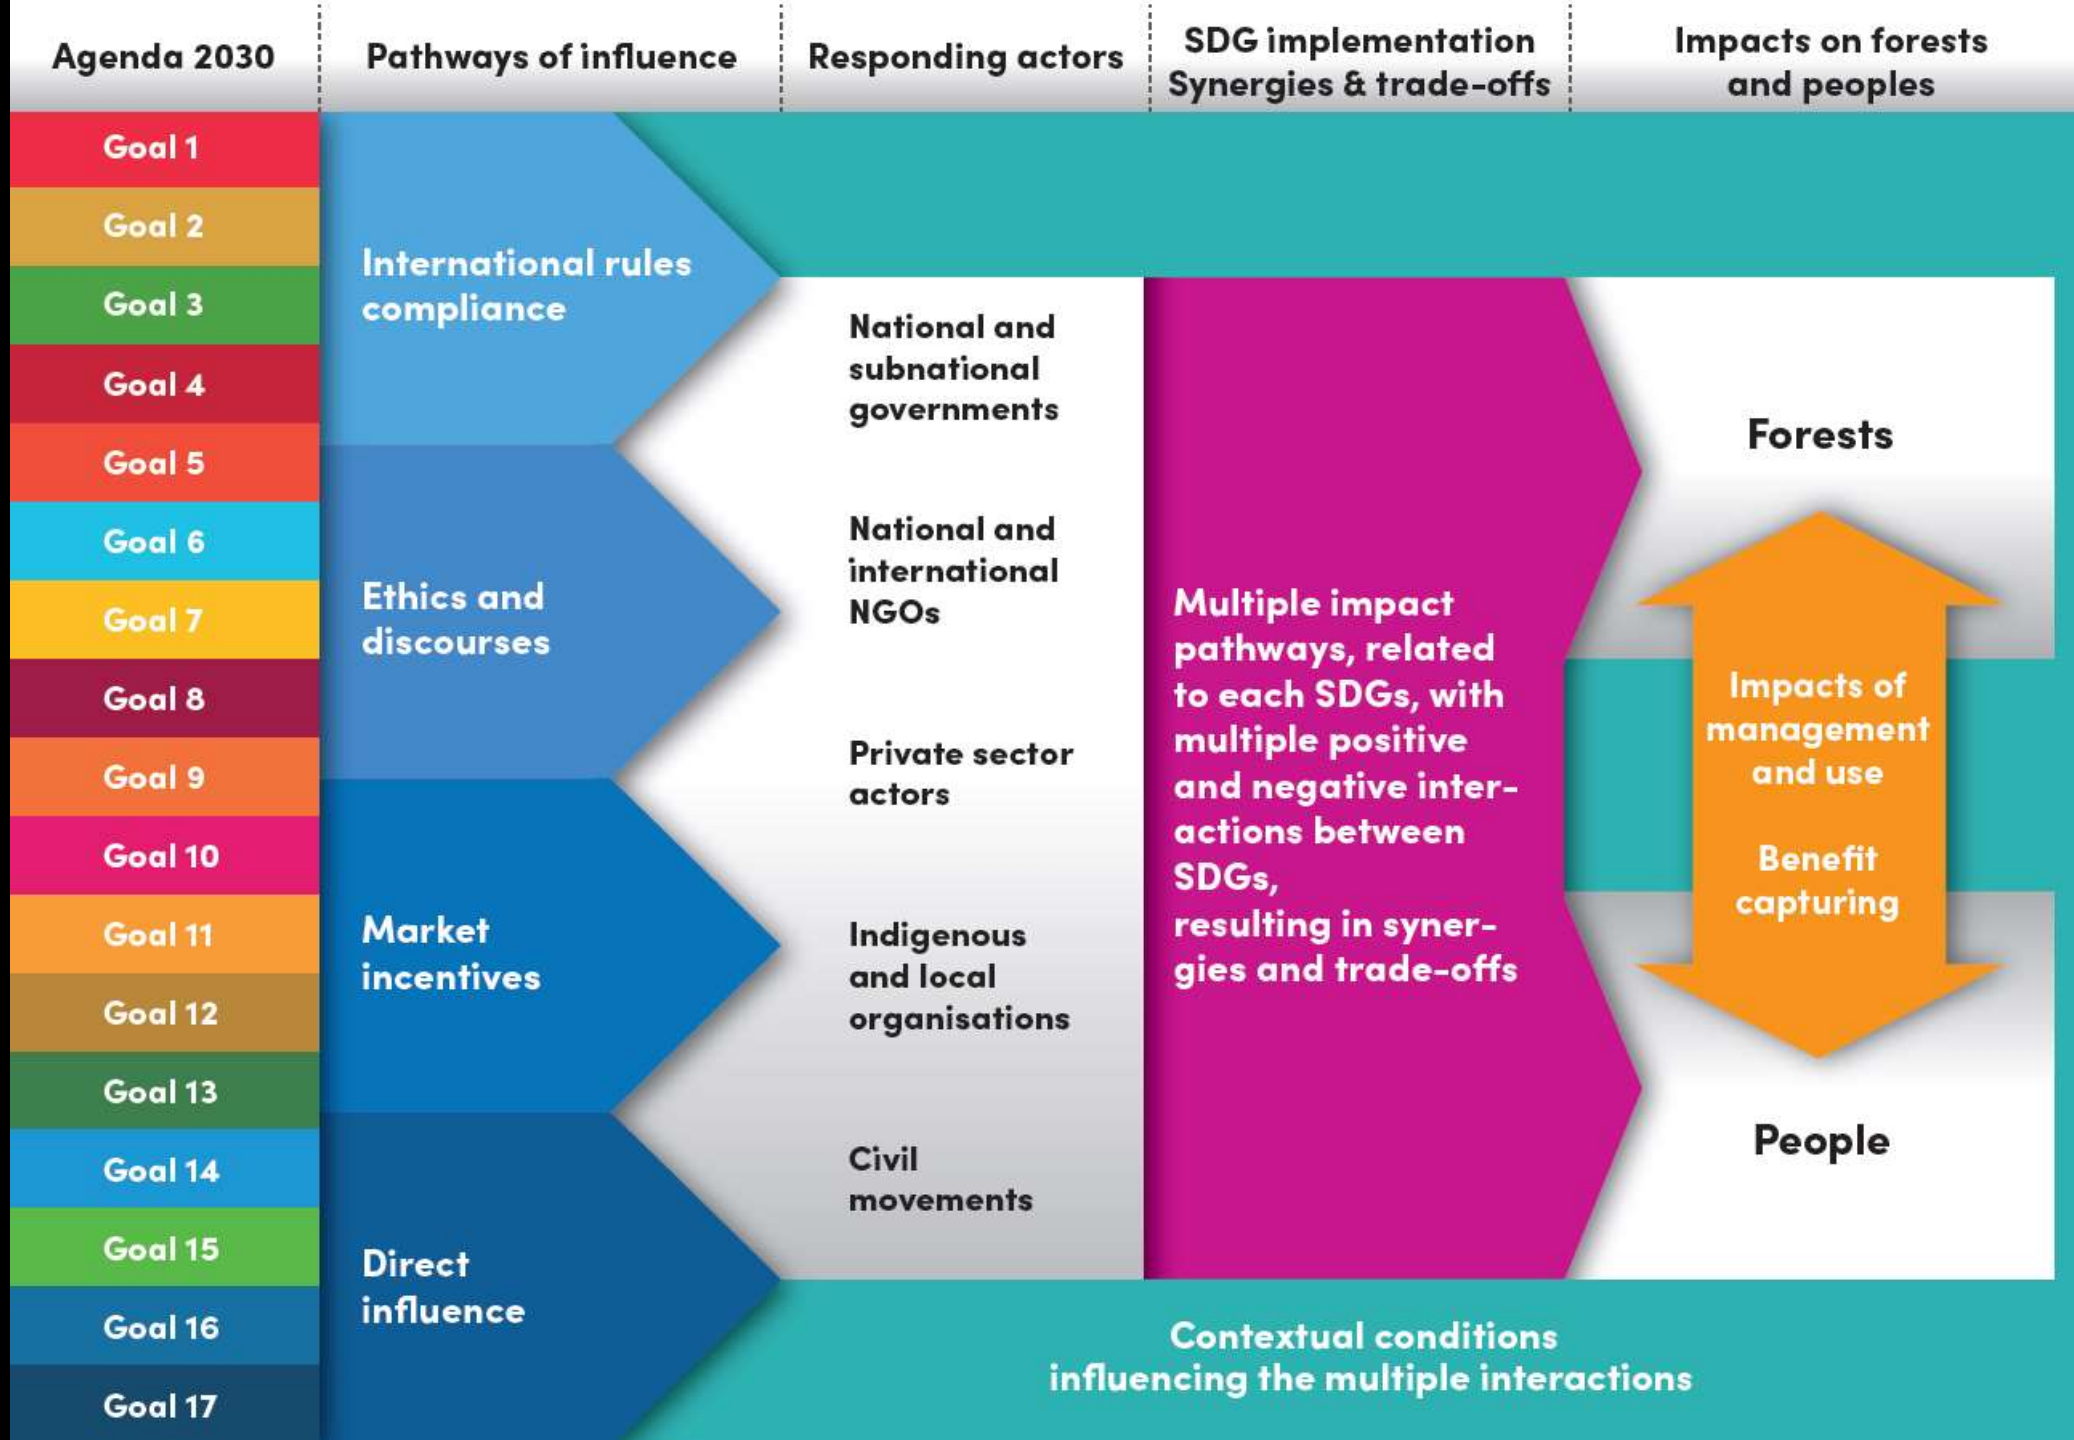 Agenda 2030
Pathways of influence
Responding actors
SDG implementation
Synergies & trade-offs
Impacts on forests
and peoples
Goal 1
Goal 2
Goal 3
Goal 4
Goal 5
Goal 6
Goal 7
Goal 8
Goal 9
Goal 10
Goal 11
Goal 12
Goal 13
Goal 14
Goal 15
Goal 16
Goal 17
International rules
compliance
Ethics and
discourses
Market
incentives
Direct
influence
National and
subnational
governments
National and
international
NGOs
Private sector
actors
Indigenous
and local
organisations
Civil
movements
Multiple impact
pathways, related
to each SDGs, with
multiple positive
and negative inter-
actions between
SDGs,
resulting in syner-
gies and trade-offs
Forests
Impacts of
management
and use
Benefit
capturing
People
Contextual conditions
influencing the multiple interactions